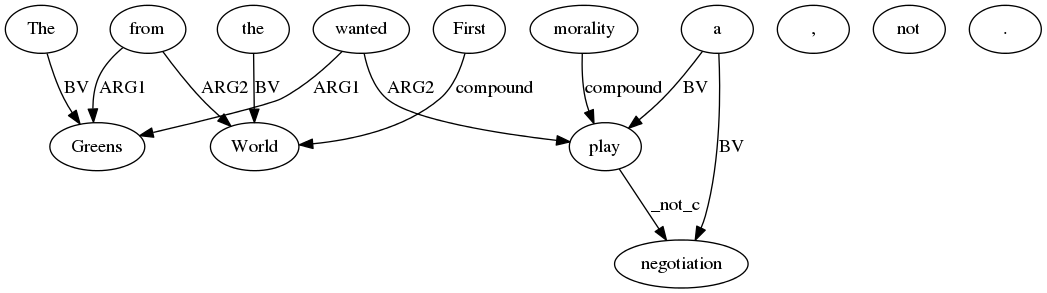 The from the wanted First morality a , not .
BV ARG1 ARG2 BV ARG1 ARG2 compound compound BV
Greens World play BV
_not_c
negotiation